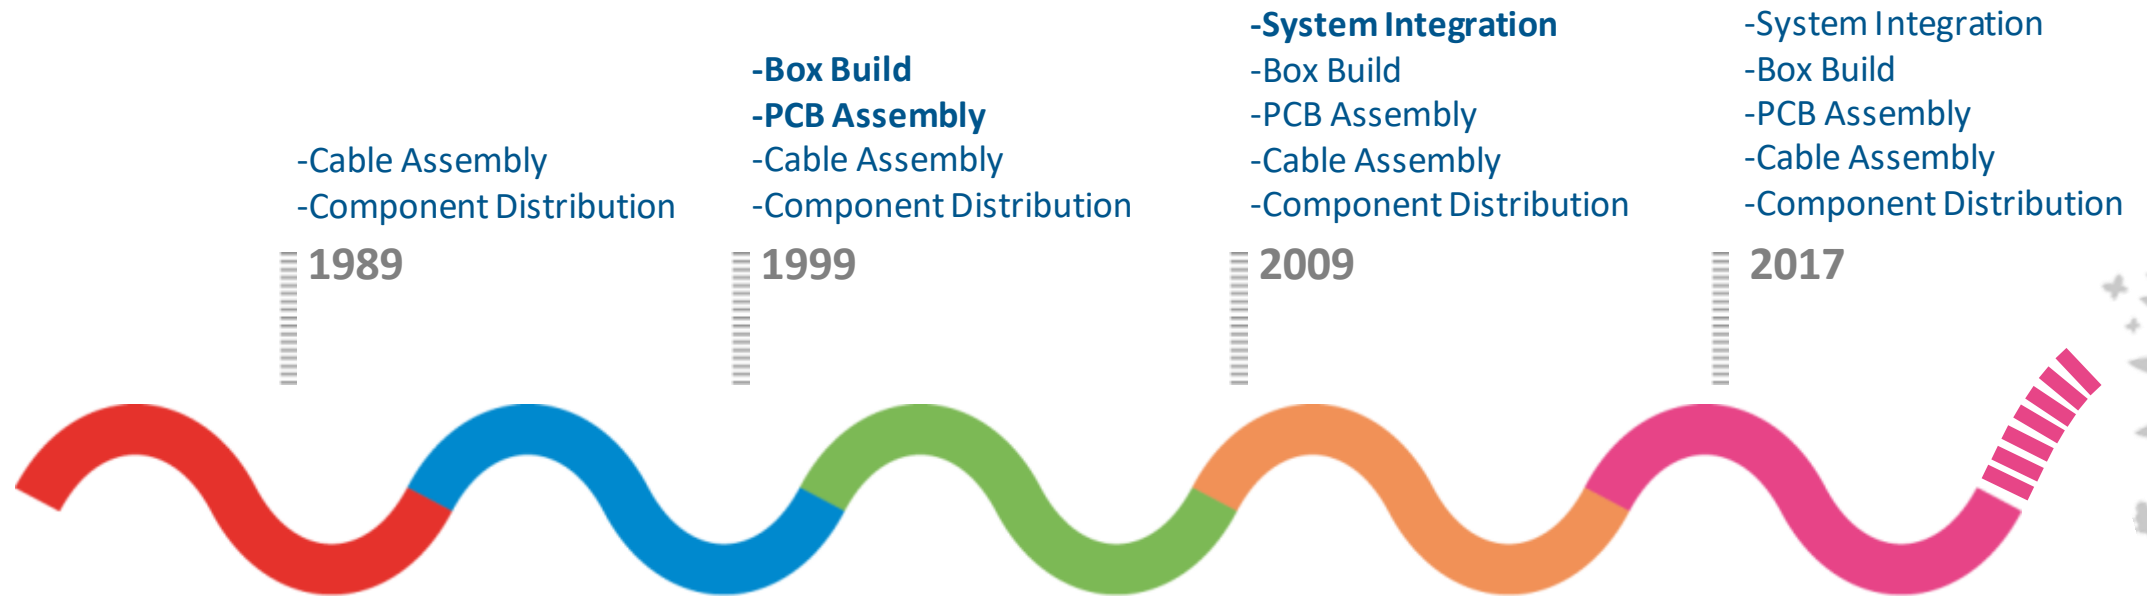 -Cable Assembly
-Component Distribution
1989
-Box Build
-PCB Assembly
-Cable Assembly
-Component Distribution
1999
-System Integration
-Box Build
-PCB Assembly
-Cable Assembly
-Component Distribution
2009
-System Integration
-Box Build
-PCB Assembly
-Cable Assembly
-Component Distribution
2017